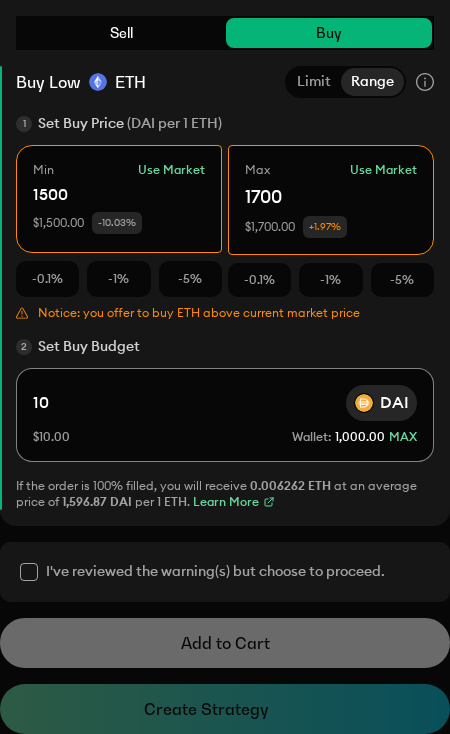 Sell Buy
Buy Low ETH Limit Range
1 Set Buy Price (DAI per 1 ETH)
Min Use Market Max Use Market
1500 1700
$1,500.00 -10.03% $1,700.00 +1.97%
-0.1% -1% -5% -0.1% -1% -5%
Notice: you offer to buy ETH above current market price
2 Set Buy Budget
10 DAI
$10.00 Wallet: 1,000.00 MAX
If the order is 100% filled, you will receive 0.006262 ETH at an average
price of 1,596.87 DAI per 1 ETH. Learn More
I've reviewed the warning(s) but choose to proceed.
Add to Cart
Create Strategy